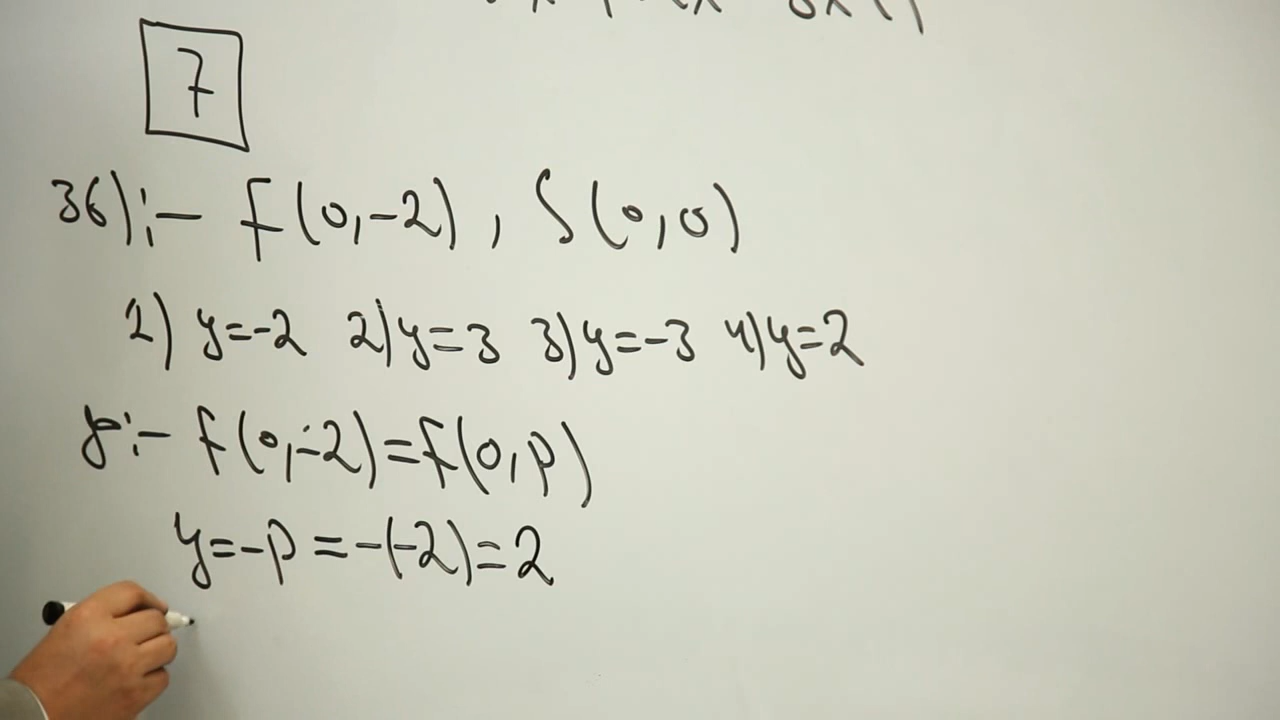 7
36):- F(0,-2), S(0,0)
1) y=-2 2) y=3 3) y=-3 4) y=2
:- F(0,-2)=F(0,p)
y=-p=-(-2)=2